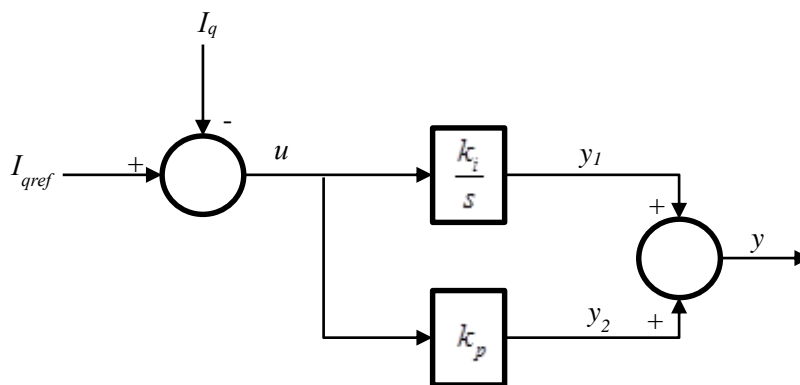 I_q
-
I_qref
+
u
k_i
s
y_1
+
y
k_p
y_2
+